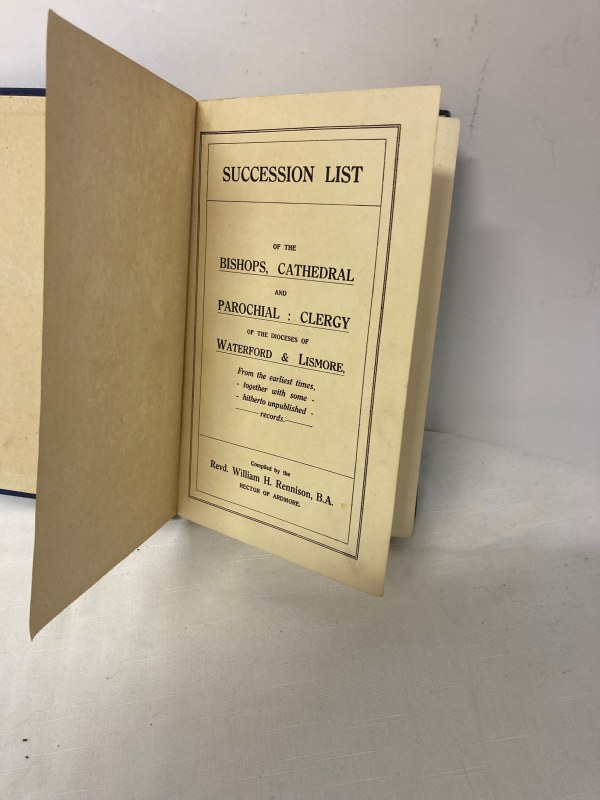 SUCCESSION LIST
OF THE
BISHOPS, CATHEDRAL
AND
PAROCHIAL : CLERGY
OF THE DIOCESES OF
WATERFORD & LISMORE,
From the earliest times,
- together with some -
- hitherto unpublished -
records.
Compiled by the
Revd. William H. Rennison, B.A.
RECTOR OF ARDMORE.